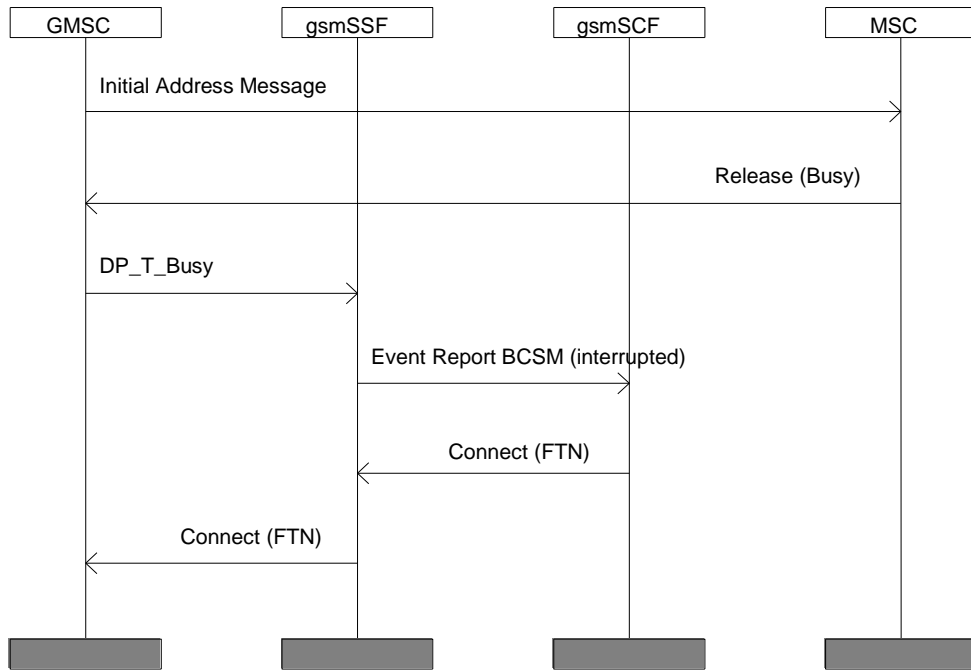 GMSC
gsmSSF
gsmSCF
MSC
Initial Address Message
Release (Busy)
DP_T_Busy
Event Report BCSM (interrupted)
Connect (FTN)
Connect (FTN)